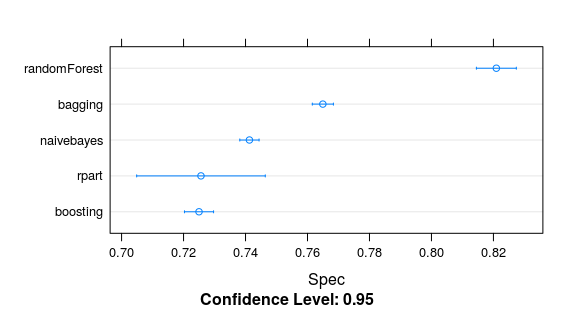 randomForest
bagging
naivebayes
rpart
boosting
0.70 0.72 0.74 0.76 0.78 0.80 0.82
Spec
Confidence Level: 0.95